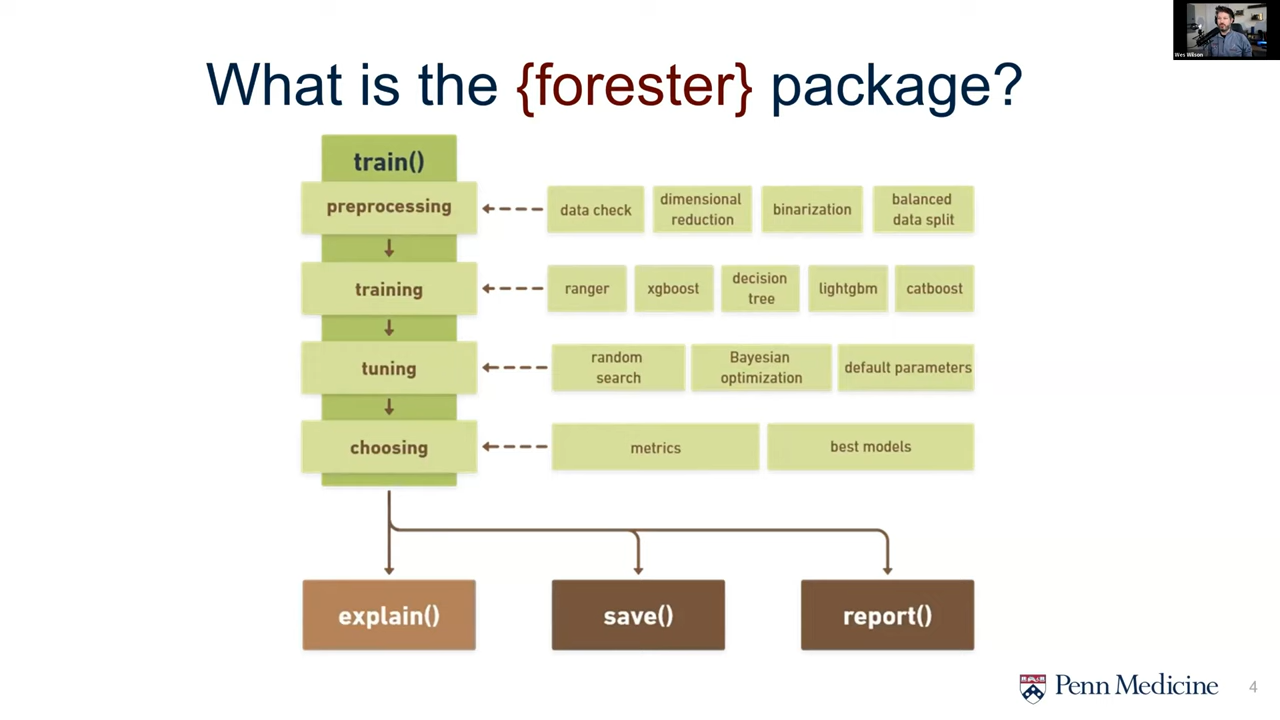 Wes Wilson
What is the {forester} package?
train()
preprocessing
data check
dimensional
reduction
binarization
balanced
data split
training
ranger
xgboost
decision
tree
lightgbm
catboost
tuning
random
search
Bayesian
optimization
default parameters
choosing
metrics
best models
explain()
save()
report()
Penn Medicine
4